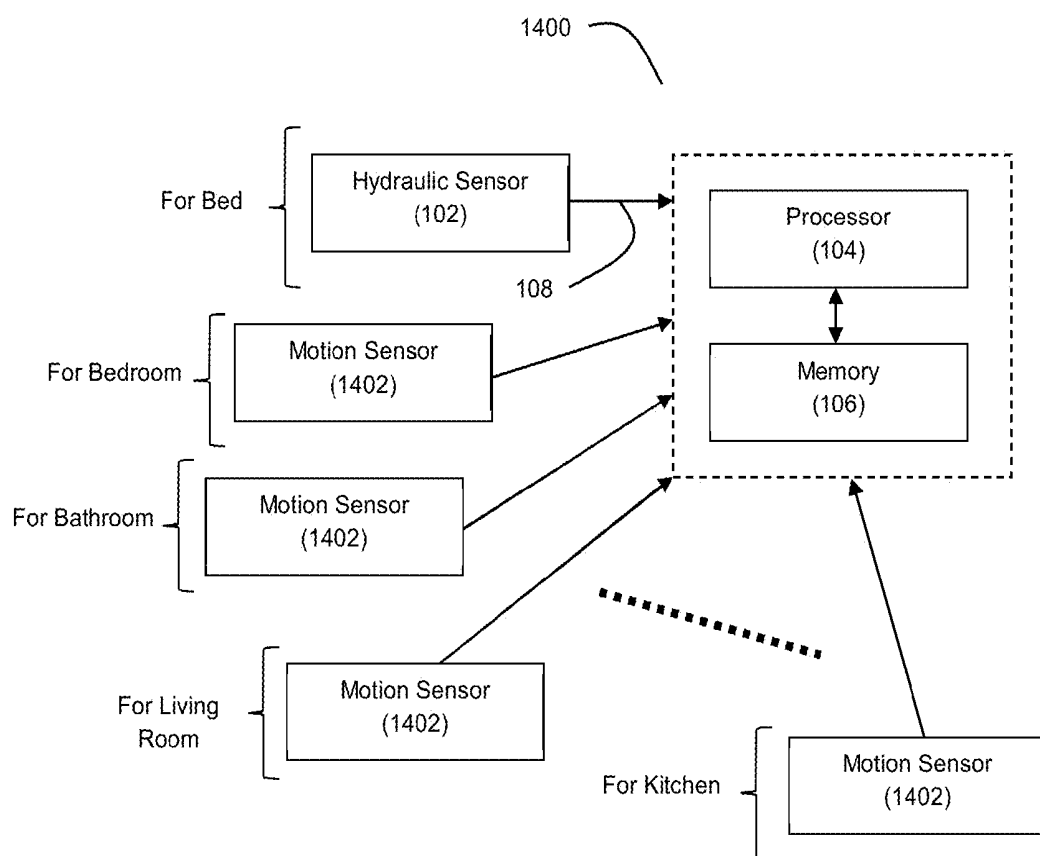 1400
For Bed
Hydraulic Sensor
(102)
108
Processor
(104)
Memory
(106)
For Bedroom
Motion Sensor
(1402)
For Bathroom
Motion Sensor
(1402)
For Living
Room
Motion Sensor
(1402)
For Kitchen
Motion Sensor
(1402)